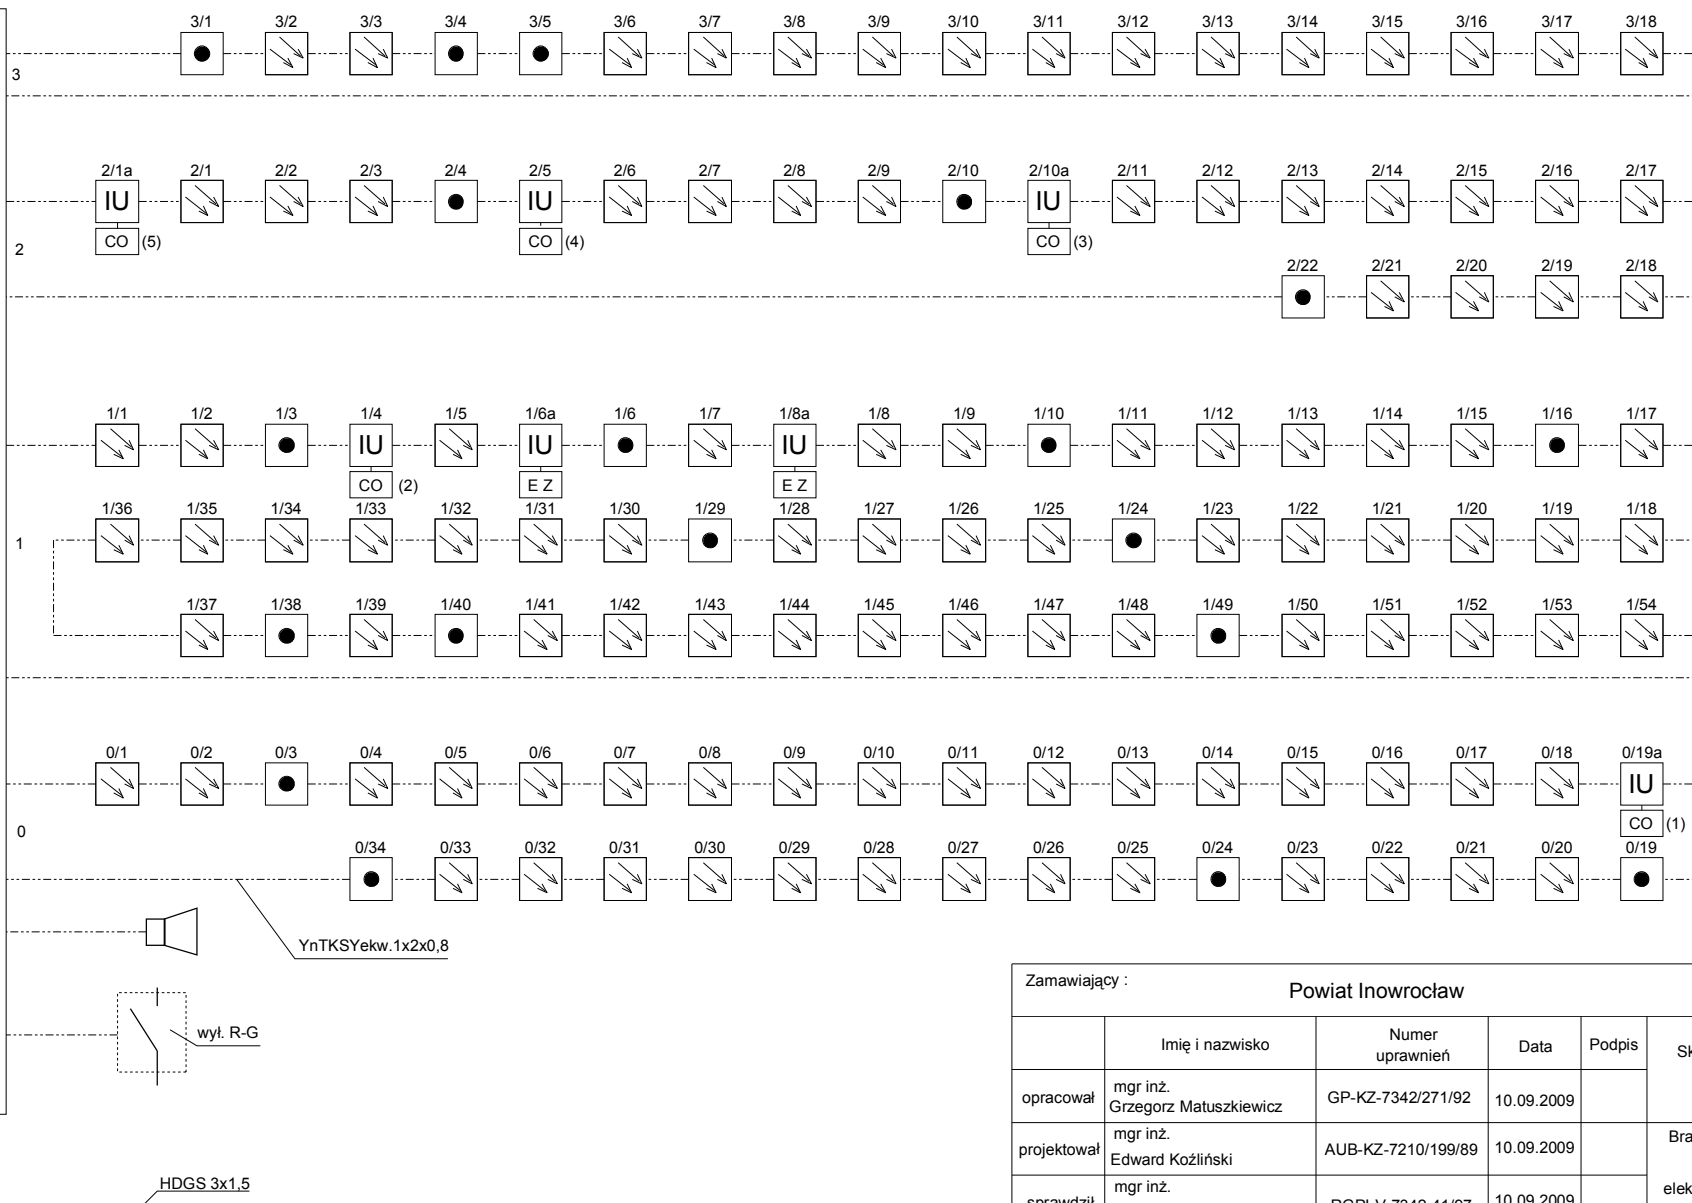 3/1 3/2 3/3 3/4 3/5 3/6 3/7 3/8 3/9 3/10 3/11 3/12 3/13 3/14 3/15 3/16 3/17 3/18
3
2/1a 2/1 2/2 2/3 2/4 2/5 2/6 2/7 2/8 2/9 2/10 2/10a 2/11 2/12 2/13 2/14 2/15 2/16 2/17
IU IU IU
CO (5) CO (4) CO (3)
2
2/22 2/21 2/20 2/19 2/18
1/1 1/2 1/3 1/4 1/5 1/6a 1/6 1/7 1/8a 1/8 1/9 1/10 1/11 1/12 1/13 1/14 1/15 1/16 1/17
IU IU IU
CO (2) E Z E Z
1/36 1/35 1/34 1/33 1/32 1/31 1/30 1/29 1/28 1/27 1/26 1/25 1/24 1/23 1/22 1/21 1/20 1/19 1/18
1
1/37 1/38 1/39 1/40 1/41 1/42 1/43 1/44 1/45 1/46 1/47 1/48 1/49 1/50 1/51 1/52 1/53 1/54
0/1 0/2 0/3 0/4 0/5 0/6 0/7 0/8 0/9 0/10 0/11 0/12 0/13 0/14 0/15 0/16 0/17 0/18 0/19a
IU
CO (1)
0
0/34 0/33 0/32 0/31 0/30 0/29 0/28 0/27 0/26 0/25 0/24 0/23 0/22 0/21 0/20 0/19
YnTKSYekw.1x2x0,8
wył. R-G
HDGS 3x1,5
Zamawiający :
Powiat Inowrocław
Imię i nazwisko Numer uprawnień Data Podpis
opracował mgr inż. Grzegorz Matuszkiewicz GP-KZ-7342/271/92 10.09.2009
projektował mgr inż. Edward Koźliński AUB-KZ-7210/199/89 10.09.2009
sprawdził mgr inż. 10.09.2009